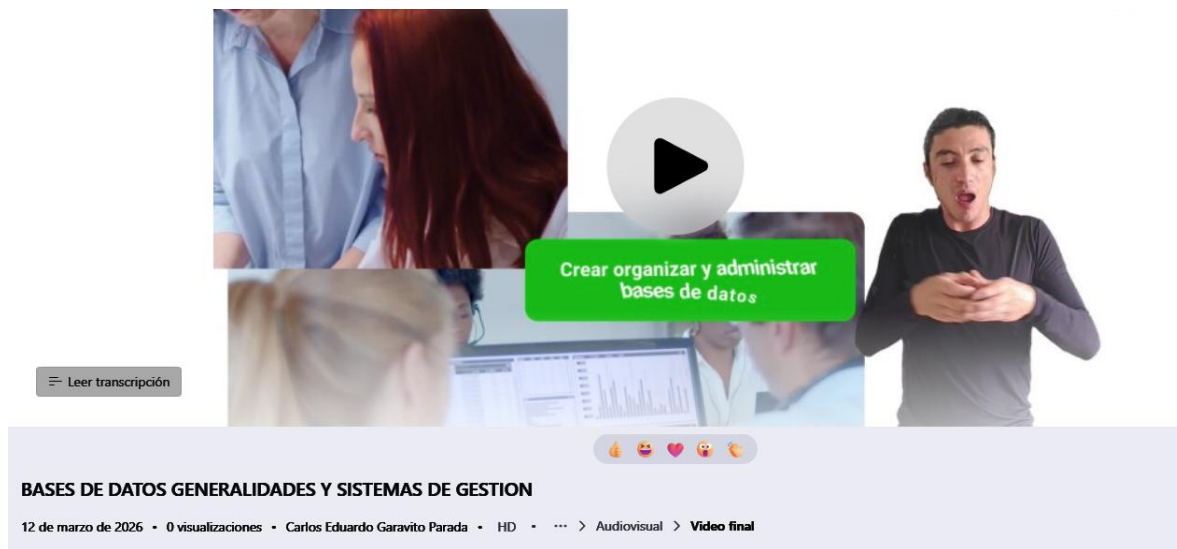 Crear organizar y administrar
bases de datos
Leer transcripción
BASES DE DATOS GENERALIDADES Y SISTEMAS DE GESTION
12 de marzo de 2026 • 0 visualizaciones • Carlos Eduardo Garavito Parada • HD • ··· > Audiovisual > Video final